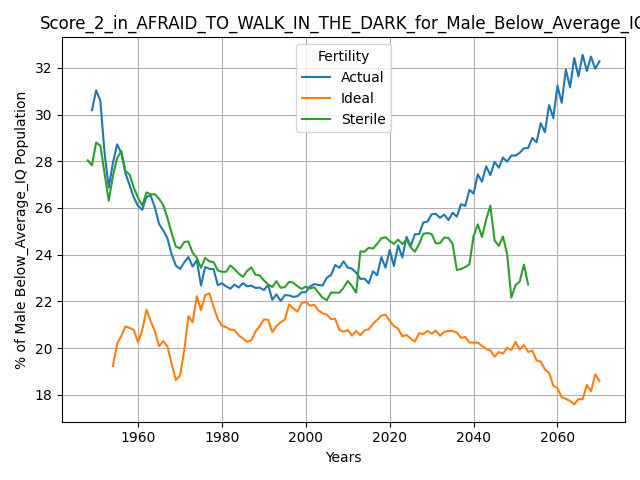 Score_2_in_AFRAID_TO_WALK_IN_THE_DARK_for_Male_Below_Average_IQ
Fertility
Actual
Ideal
Sterile
% of Male Below_Average_IQ Population
32
30
28
26
24
22
20
18
1960 1980 2000 2020 2040 2060
Years